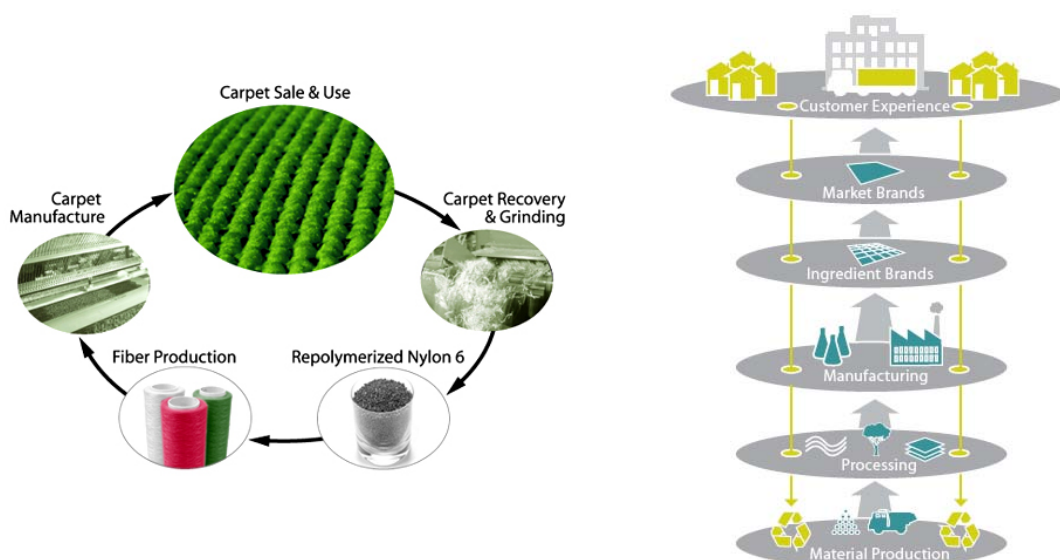 Carpet Sale & Use
Carpet
Manufacture
Carpet Recovery
& Grinding
Fiber Production
Repolymerized Nylon 6
Customer Experience
Market Brands
Ingredient Brands
Manufacturing
Processing
Material Production